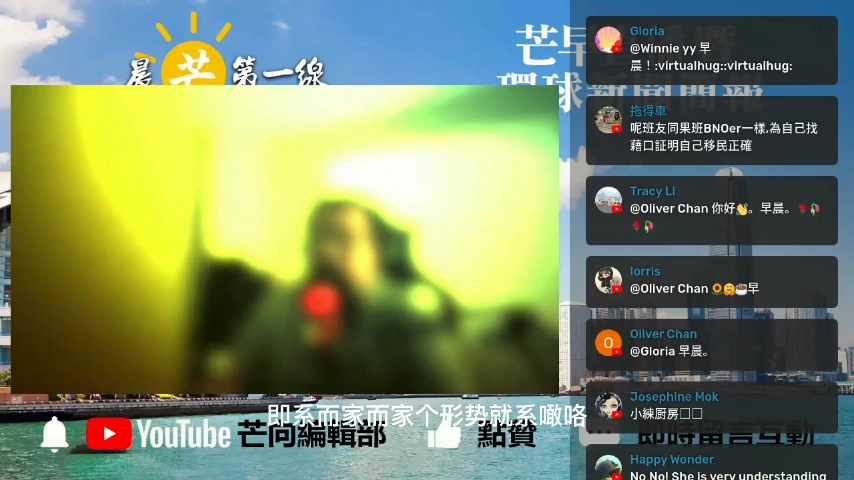 晨芒第一線
芒早
環球新聞簡報
Gloria
@Winnie yy 早
晨！:virtualhug::virtualhug:
拖得車
呢班友同果班BNOer一樣,為自己找
藉口証明自己移民正確
Tracy Li
@Oliver Chan 你好👋。早晨。🌹🥀
🌹🥀
lorris
@Oliver Chan 🌻🤗☕早
Oliver Chan
O
@Gloria 早晨。
Josephine Mok
小練厨房□□
Happy Wonder
No No! She is very understanding
即系而家而家个形势就系噉咯
YouTube 芒向編輯部
點贊
即時留言互動